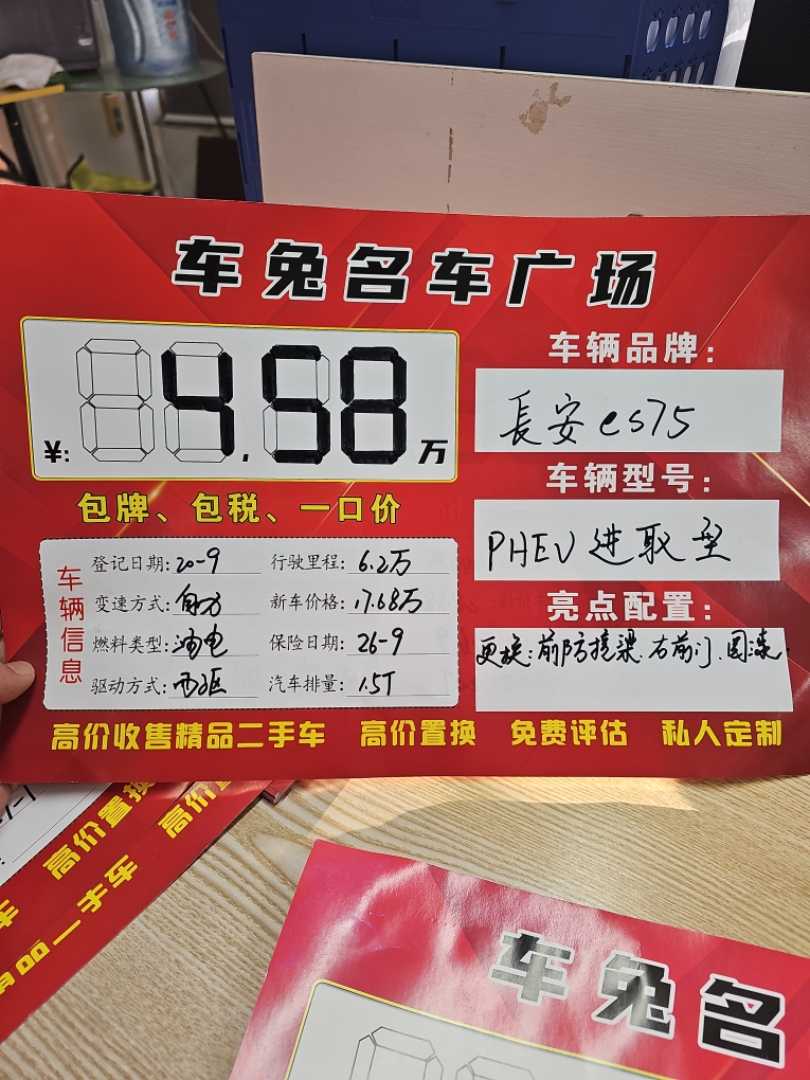 车兔名车广场
¥: 4.58 万
包牌、包税、一口价
车辆信息
登记日期: 20-9 行驶里程: 6.2万
变速方式: 自动 新车价格: 17.68万
燃料类型: 油电 保险日期: 26-9
驱动方式: 两驱 汽车排量: 1.5T
车辆品牌:
長安 es75
车辆型号:
PHEV 进取型
亮点配置:
更换:前防撞梁.右前门.图漆.
高价收售精品二手车 高价置换 免费评估 私人定制
高价置换
高价
二手车
车兔名